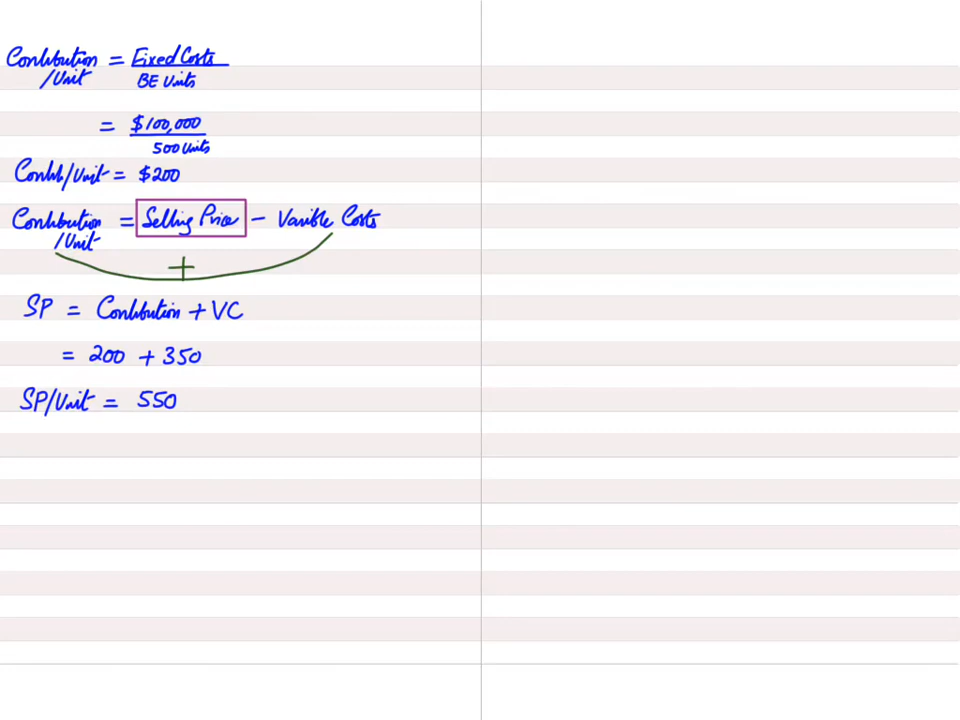 Contribution = Fixed Costs
/Unit BE Units
= $100,000
500 Units
Contrib/Unit = $200
Contribution = Selling Price - Varible Costs
/Unit
+
SP = Contribution + VC
= 200 + 350
SP/Unit = 550